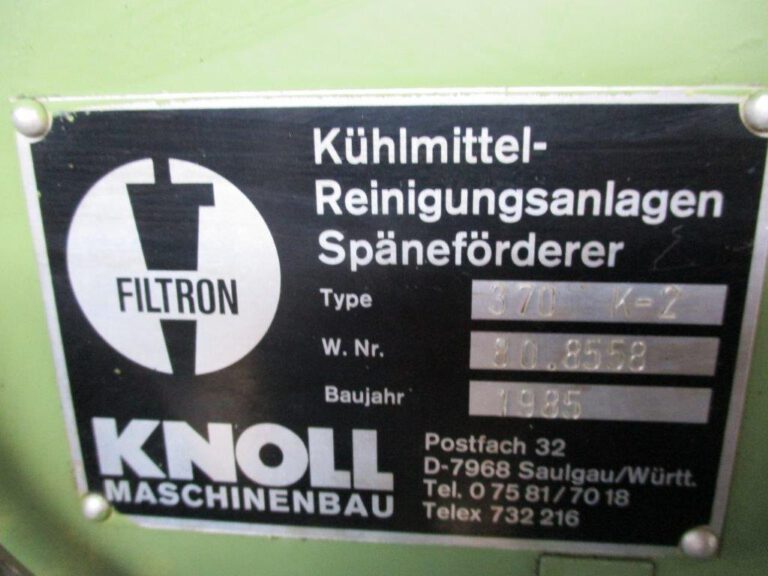 FILTRON
Kühlmittel-
Reinigungsanlagen
Späneförderer
Type 370 K-2
W. Nr. 80.8558
Baujahr 1985
KNOLL
MASCHINENBAU
Postfach 32
D-7968 Saulgau/Württ.
Tel. 0 75 81/70 18
Telex 732 216